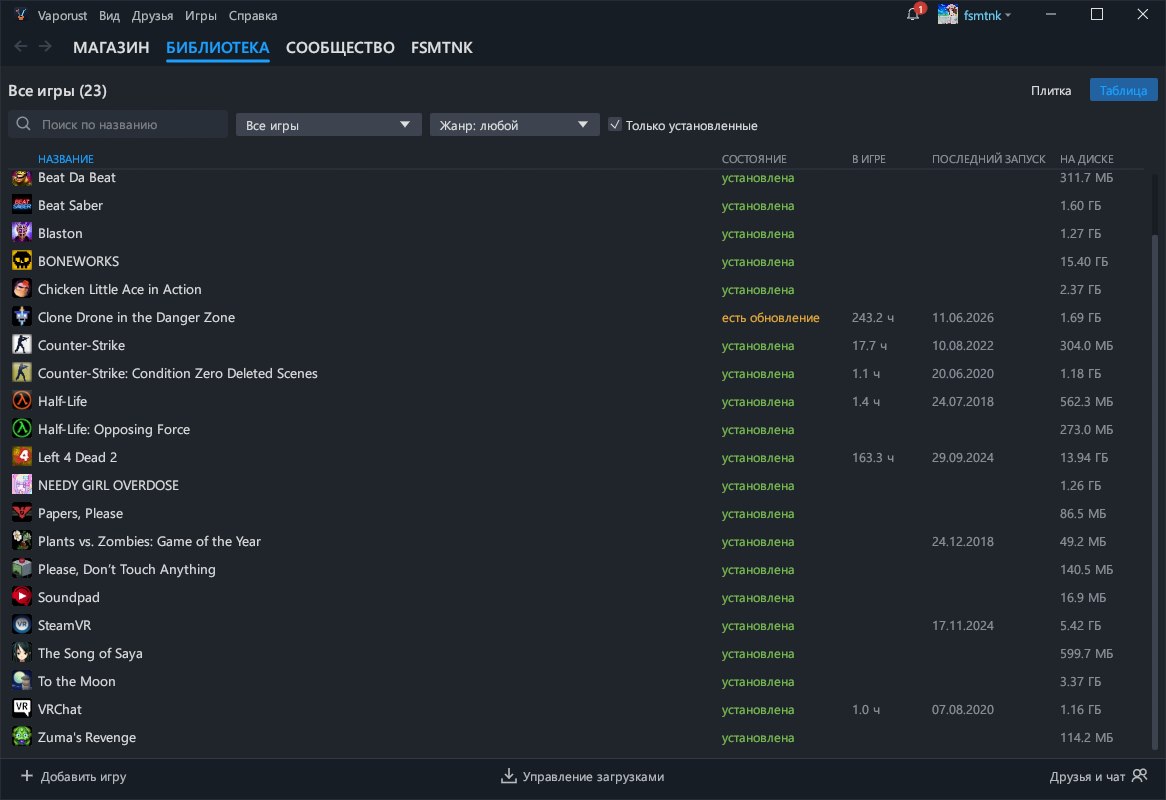 Vaporust Вид Друзья Игры Справка 1 fsmtnk
МАГАЗИН БИБЛИОТЕКА СООБЩЕСТВО FSMTNK
Все игры (23) Плитка Таблица
Поиск по названию Все игры Жанр: любой Только установленные
НАЗВАНИЕ СОСТОЯНИЕ В ИГРЕ ПОСЛЕДНИЙ ЗАПУСК НА ДИСКЕ
Beat Da Beat установлена 311.7 МБ
BEAT SABER Beat Saber установлена 1.60 ГБ
Blaston установлена 1.27 ГБ
BONEWORKS установлена 15.40 ГБ
Chicken Little Ace in Action установлена 2.37 ГБ
Clone Drone in the Danger Zone есть обновление 243.2 ч 11.06.2026 1.69 ГБ
Counter-Strike установлена 17.7 ч 10.08.2022 304.0 МБ
Counter-Strike: Condition Zero Deleted Scenes установлена 1.1 ч 20.06.2020 1.18 ГБ
Half-Life установлена 1.4 ч 24.07.2018 562.3 МБ
Half-Life: Opposing Force установлена 273.0 МБ
4 Left 4 Dead 2 установлена 163.3 ч 29.09.2024 13.94 ГБ
NEEDY GIRL OVERDOSE установлена 1.26 ГБ
Papers, Please установлена 86.5 МБ
Plants vs. Zombies: Game of the Year установлена 24.12.2018 49.2 МБ
Please, Don’t Touch Anything установлена 140.5 МБ
Soundpad установлена 16.9 МБ
VR SteamVR установлена 17.11.2024 5.42 ГБ
The Song of Saya установлена 599.7 МБ
To the Moon установлена 3.37 ГБ
VR VRChat установлена 1.0 ч 07.08.2020 1.16 ГБ
Zuma's Revenge установлена 114.2 МБ
Добавить игру Управление загрузками Друзья и чат